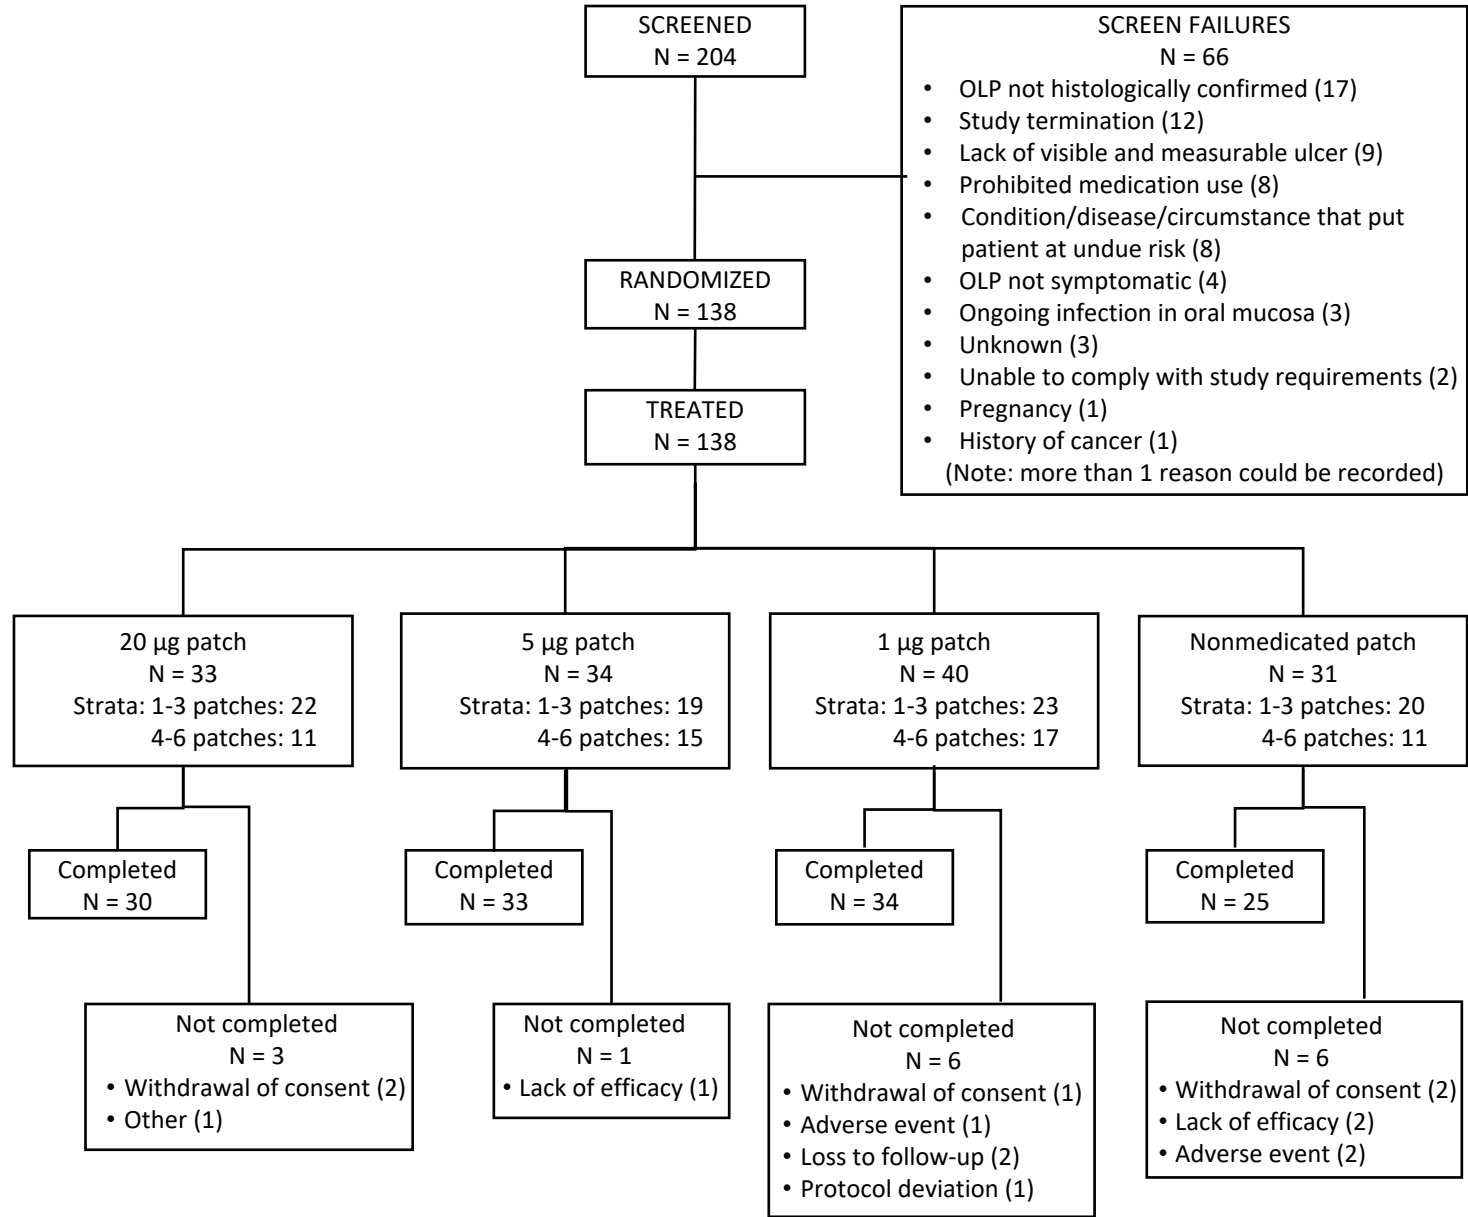 SCREENED
N = 204
SCREEN FAILURES
N = 66
• OLP not histologically confirmed (17)
• Study termination (12)
• Lack of visible and measurable ulcer (9)
• Prohibited medication use (8)
• Condition/disease/circumstance that put
patient at undue risk (8)
• OLP not symptomatic (4)
• Ongoing infection in oral mucosa (3)
• Unknown (3)
• Unable to comply with study requirements (2)
• Pregnancy (1)
• History of cancer (1)
(Note: more than 1 reason could be recorded)
RANDOMIZED
N = 138
TREATED
N = 138
20 µg patch
N = 33
Strata: 1-3 patches: 22
4-6 patches: 11
5 µg patch
N = 34
Strata: 1-3 patches: 19
4-6 patches: 15
1 µg patch
N = 40
Strata: 1-3 patches: 23
4-6 patches: 17
Nonmedicated patch
N = 31
Strata: 1-3 patches: 20
4-6 patches: 11
Completed
N = 30
Completed
N = 33
Completed
N = 34
Completed
N = 25
Not completed
N = 3
• Withdrawal of consent (2)
• Other (1)
Not completed
N = 1
• Lack of efficacy (1)
Not completed
N = 6
• Withdrawal of consent (1)
• Adverse event (1)
• Loss to follow-up (2)
• Protocol deviation (1)
Not completed
N = 6
• Withdrawal of consent (2)
• Lack of efficacy (2)
• Adverse event (2)